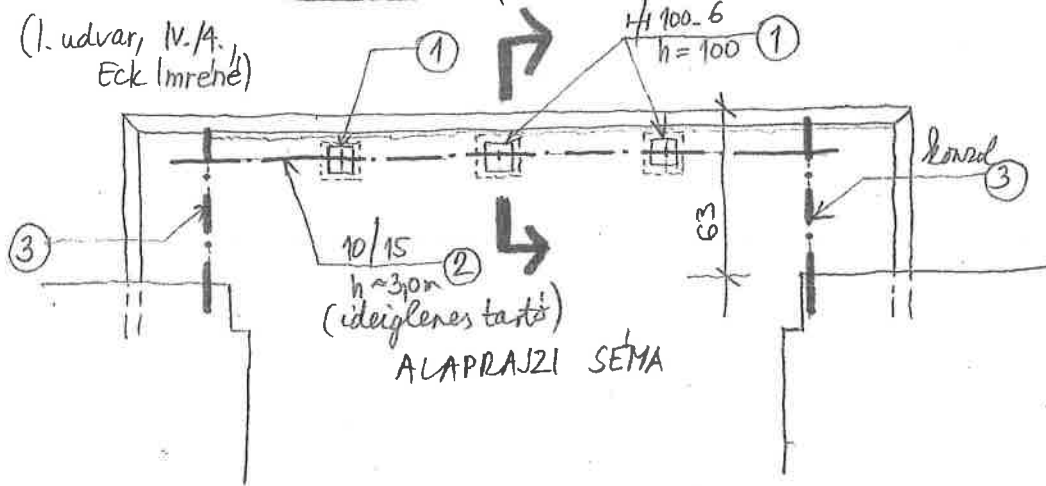 (I. udvar, IV./4.
Eck Imréné)
1
100-6
h = 100
1
konzol
3
63
3
10/15
h~3,0m
2
(ideiglenes tartó)
ALAPRAJZI SÉMA